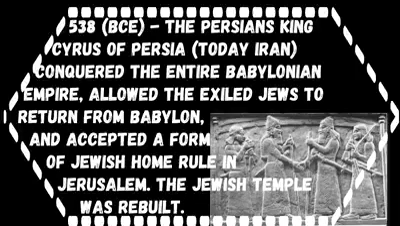 538 (BCE) - THE PERSIANS KING
CYRUS OF PERSIA (TODAY IRAN)
CONQUERED THE ENTIRE BABYLONIAN
EMPIRE, ALLOWED THE EXILED JEWS TO
RETURN FROM BABYLON,
AND ACCEPTED A FORM
OF JEWISH HOME RULE IN
JERUSALEM. THE JEWISH TEMPLE
WAS REBUILT.